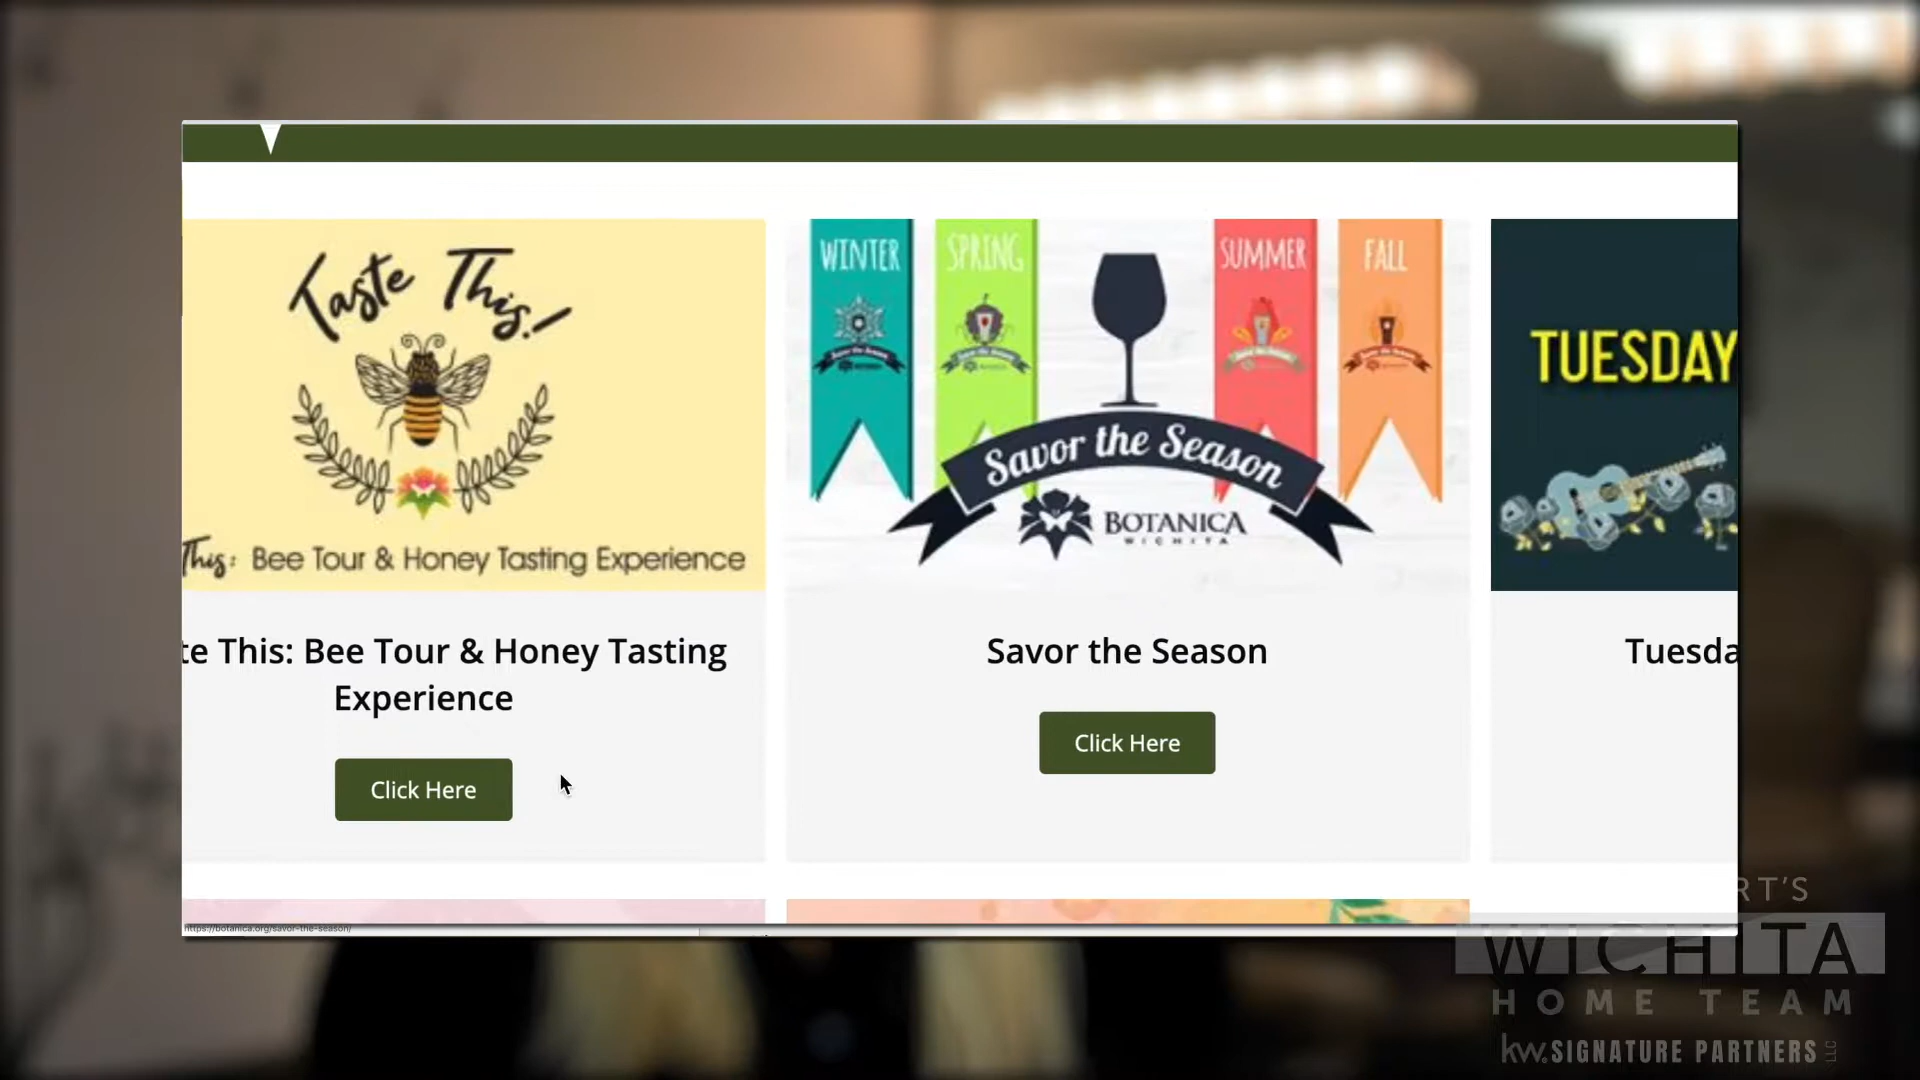 Taste This!
This: Bee Tour & Honey Tasting Experience
te This: Bee Tour & Honey Tasting
Experience
Click Here
WINTER
SPRING
SUMMER
FALL
Savor the Season
BOTANICA
WICHITA
Savor the Season
Click Here
TUESDAY
Tuesda
https://botanica.org/savor-the-season/
RT'S
WICHITA
HOME TEAM
kw. SIGNATURE PARTNERS LLC